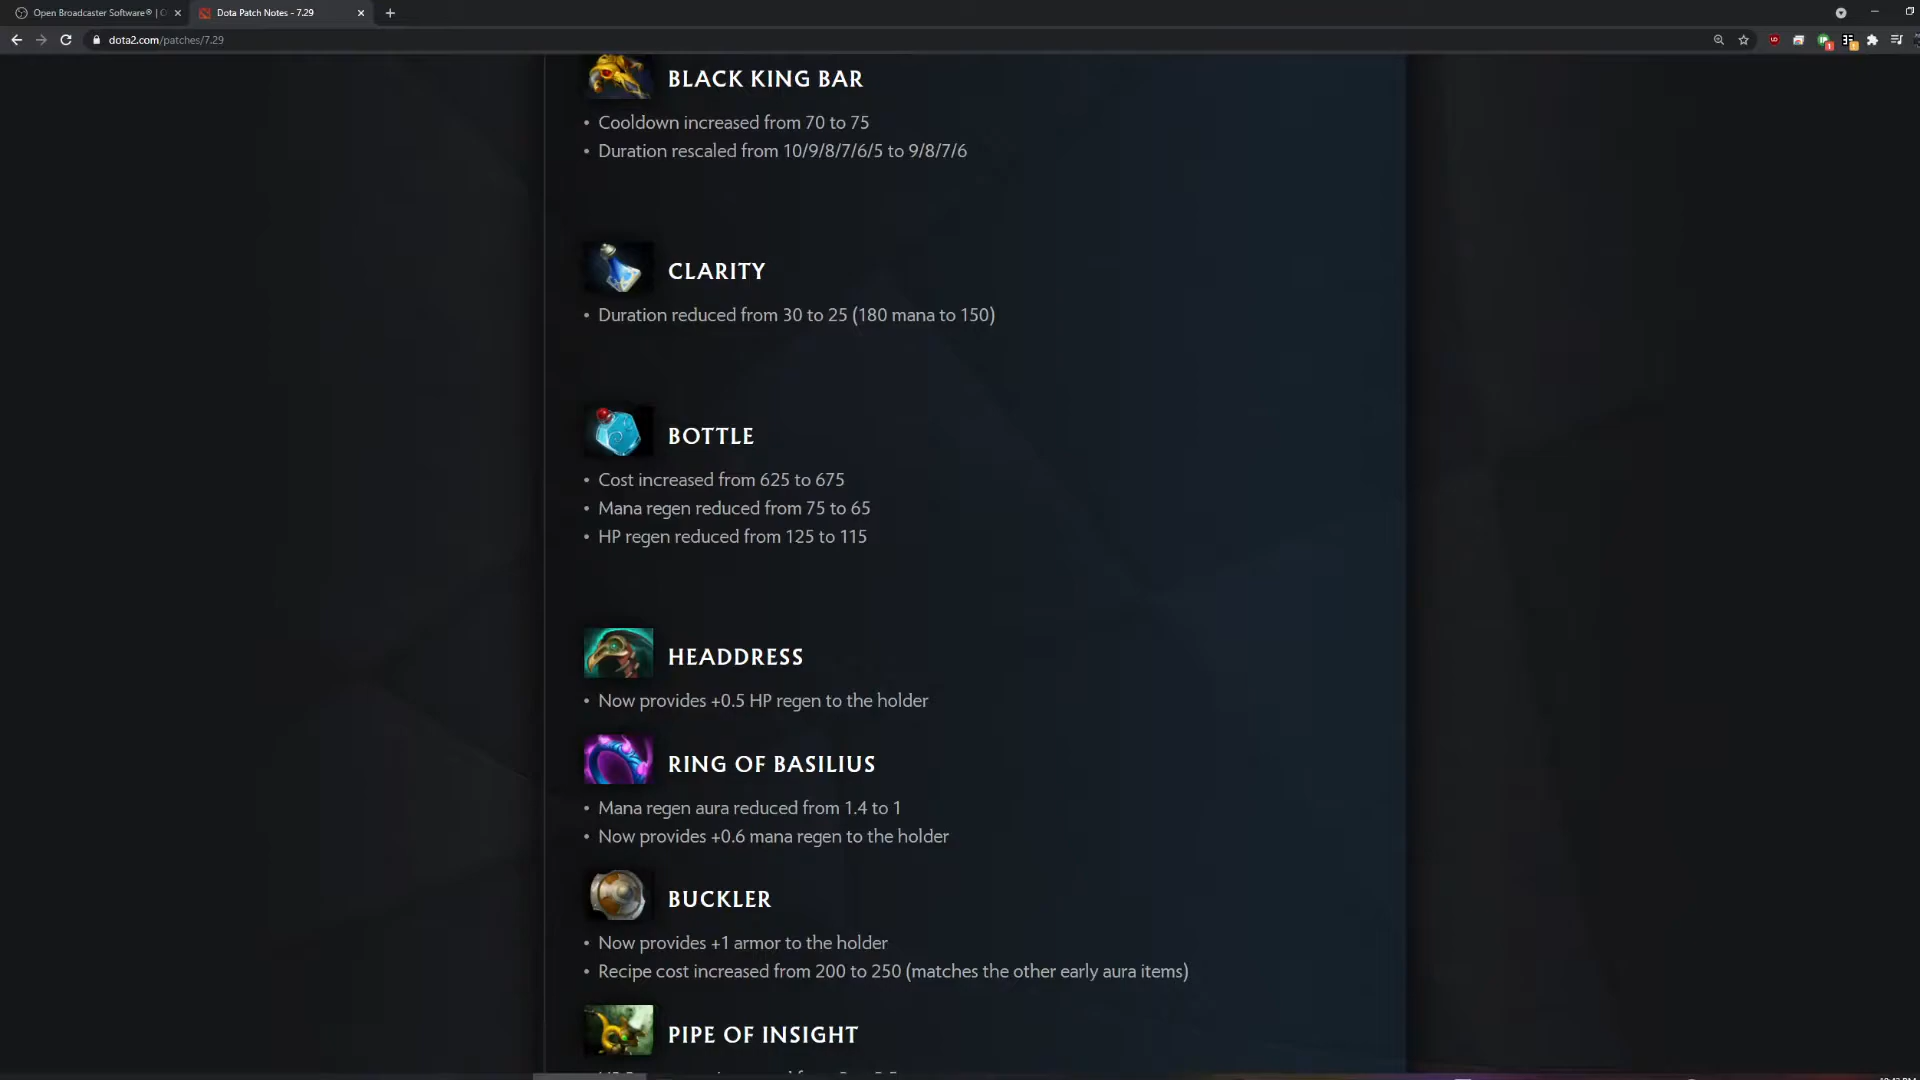 Open Broadcaster Software® |
Dota Patch Notes - 7.29
dota2.com/patches/7.29
BLACK KING BAR
• Cooldown increased from 70 to 75
• Duration rescaled from 10/9/8/7/6/5 to 9/8/7/6
CLARITY
• Duration reduced from 30 to 25 (180 mana to 150)
BOTTLE
• Cost increased from 625 to 675
• Mana regen reduced from 75 to 65
• HP regen reduced from 125 to 115
HEADDRESS
• Now provides +0.5 HP regen to the holder
RING OF BASILIUS
• Mana regen aura reduced from 1.4 to 1
• Now provides +0.6 mana regen to the holder
BUCKLER
• Now provides +1 armor to the holder
• Recipe cost increased from 200 to 250 (matches the other early aura items)
PIPE OF INSIGHT